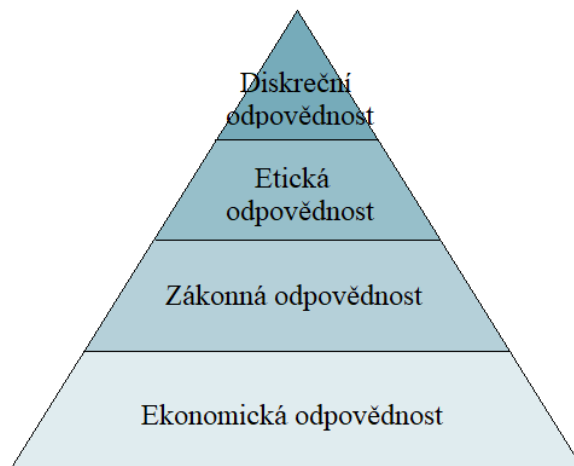 Diskreční
odpovědnost
Etická
odpovědnost
Zákonná odpovědnost
Ekonomická odpovědnost